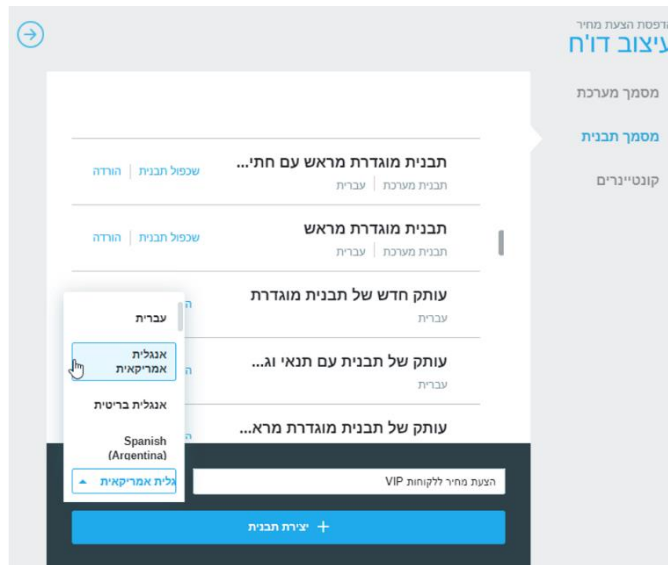 הדפסת הצעת מחיר
עיצוב דו'ח
מסמך מערכת
מסמך תבנית
קונטיינרים
תבנית מוגדרת מראש עם חתי...
תבנית מערכת | עברית
שכפול תבנית | הורדה
תבנית מוגדרת מראש
תבנית מערכת | עברית
שכפול תבנית | הורדה
עותק חדש של תבנית מוגדרת
עברית
עותק של תבנית עם תנאי וג...
עברית
עותק של תבנית מוגדרת מרא...
עברית
אנגלית
אמריקאית
אנגלית בריטית
Spanish
(Argentina)
הצעת מחיר ללקוחות VIP
גלית אמריקאית
+ יצירת תבנית